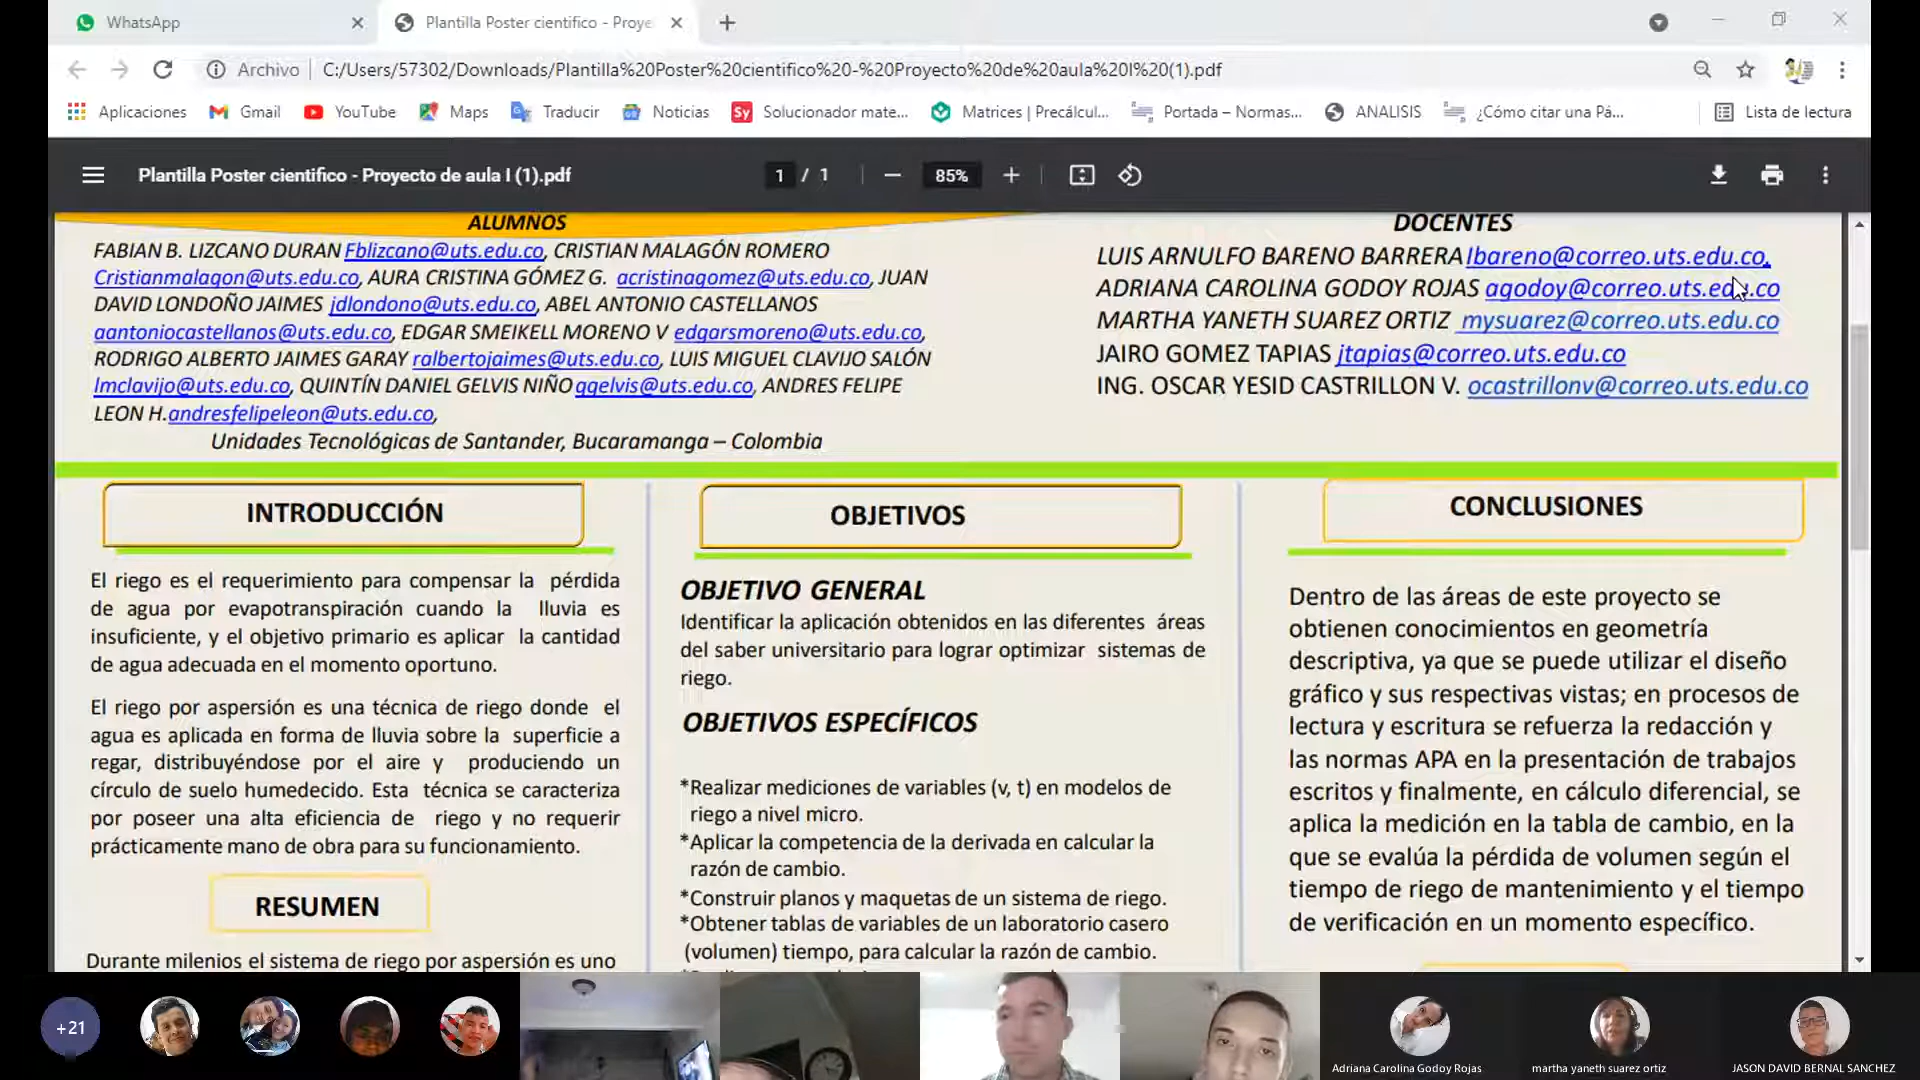 WhatsApp
Plantilla Poster cientifico - Proye
Archivo C:/Users/57302/Downloads/Plantilla%20Poster%20cientifico%20-%20Proyecto%20de%20aula%20I%20(1).pdf
Aplicaciones Gmail YouTube Maps Traducir Noticias Sy Solucionador mate... Matrices | Precálcul... Portada – Normas... ANALISIS ¿Cómo citar una Pá... Lista de lectura
Plantilla Poster cientifico - Proyecto de aula I (1).pdf 1 / 1 85%
ALUMNOS
FABIAN B. LIZCANO DURAN Fblizcano@uts.edu.co, CRISTIAN MALAGÓN ROMERO
Cristianmalagon@uts.edu.co, AURA CRISTINA GÓMEZ G. acristinagomez@uts.edu.co, JUAN
DAVID LONDOÑO JAIMES jdlondono@uts.edu.co, ABEL ANTONIO CASTELLANOS
aantoniocastellanos@uts.edu.co, EDGAR SMEIKELL MORENO V edgarsmoreno@uts.edu.co,
RODRIGO ALBERTO JAIMES GARAY ralbertojaimes@uts.edu.co, LUIS MIGUEL CLAVIJO SALÓN
lmclavijo@uts.edu.co, QUINTÍN DANIEL GELVIS NIÑO qgelvis@uts.edu.co, ANDRES FELIPE
LEON H.andresfelipeleon@uts.edu.co,
Unidades Tecnológicas de Santander, Bucaramanga – Colombia
DOCENTES
LUIS ARNULFO BARENO BARRERA lbareno@correo.uts.edu.co,
ADRIANA CAROLINA GODOY ROJAS agodoy@correo.uts.edu.co
MARTHA YANETH SUAREZ ORTIZ mysuarez@correo.uts.edu.co
JAIRO GOMEZ TAPIAS jtapias@correo.uts.edu.co
ING. OSCAR YESID CASTRILLON V. ocastrillonv@correo.uts.edu.co
INTRODUCCIÓN
El riego es el requerimiento para compensar la pérdida
de agua por evapotranspiración cuando la lluvia es
insuficiente, y el objetivo primario es aplicar la cantidad
de agua adecuada en el momento oportuno.
El riego por aspersión es una técnica de riego donde el
agua es aplicada en forma de lluvia sobre la superficie a
regar, distribuyéndose por el aire y produciendo un
círculo de suelo humedecido. Esta técnica se caracteriza
por poseer una alta eficiencia de riego y no requerir
prácticamente mano de obra para su funcionamiento.
RESUMEN
Durante milenios el sistema de riego por aspersión es uno
OBJETIVOS
OBJETIVO GENERAL
Identificar la aplicación obtenidos en las diferentes áreas
del saber universitario para lograr optimizar sistemas de
riego.
OBJETIVOS ESPECÍFICOS
*Realizar mediciones de variables (v, t) en modelos de
riego a nivel micro.
*Aplicar la competencia de la derivada en calcular la
razón de cambio.
*Construir planos y maquetas de un sistema de riego.
*Obtener tablas de variables de un laboratorio casero
(volumen) tiempo, para calcular la razón de cambio.
CONCLUSIONES
Dentro de las áreas de este proyecto se
obtienen conocimientos en geometría
descriptiva, ya que se puede utilizar el diseño
gráfico y sus respectivas vistas; en procesos de
lectura y escritura se refuerza la redacción y
las normas APA en la presentación de trabajos
escritos y finalmente, en cálculo diferencial, se
aplica la medición en la tabla de cambio, en la
que se evalúa la pérdida de volumen según el
tiempo de riego de mantenimiento y el tiempo
de verificación en un momento específico.
+21
Adriana Carolina Godoy Rojas
martha yaneth suarez ortiz
JASON DAVID BERNAL SANCHEZ